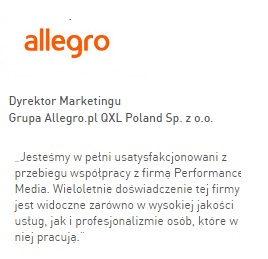 allegro
Dyrektor Marketingu
Grupa Allegro.pl QXL Poland Sp. z o.o.
„Jesteśmy w pełni usatysfakcjonowani z
przebiegu współpracy z firmą Performance
Media. Wieloletnie doświadczenie tej firmy
jest widoczne zarówno w wysokiej jakości
usług, jak i profesjonalizmie osób, które w
niej pracują.”